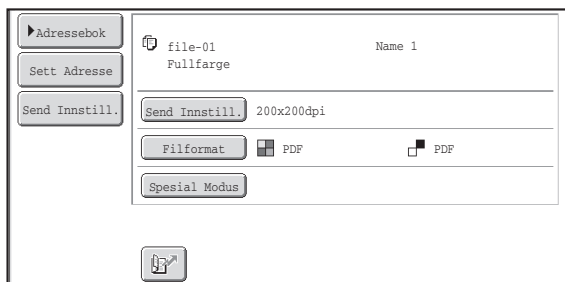 Adressebok
Sett Adresse
Send Innstill.
file-01 Name 1
Fullfarge
Send Innstill. 200x200dpi
Filformat PDF PDF
Spesial Modus